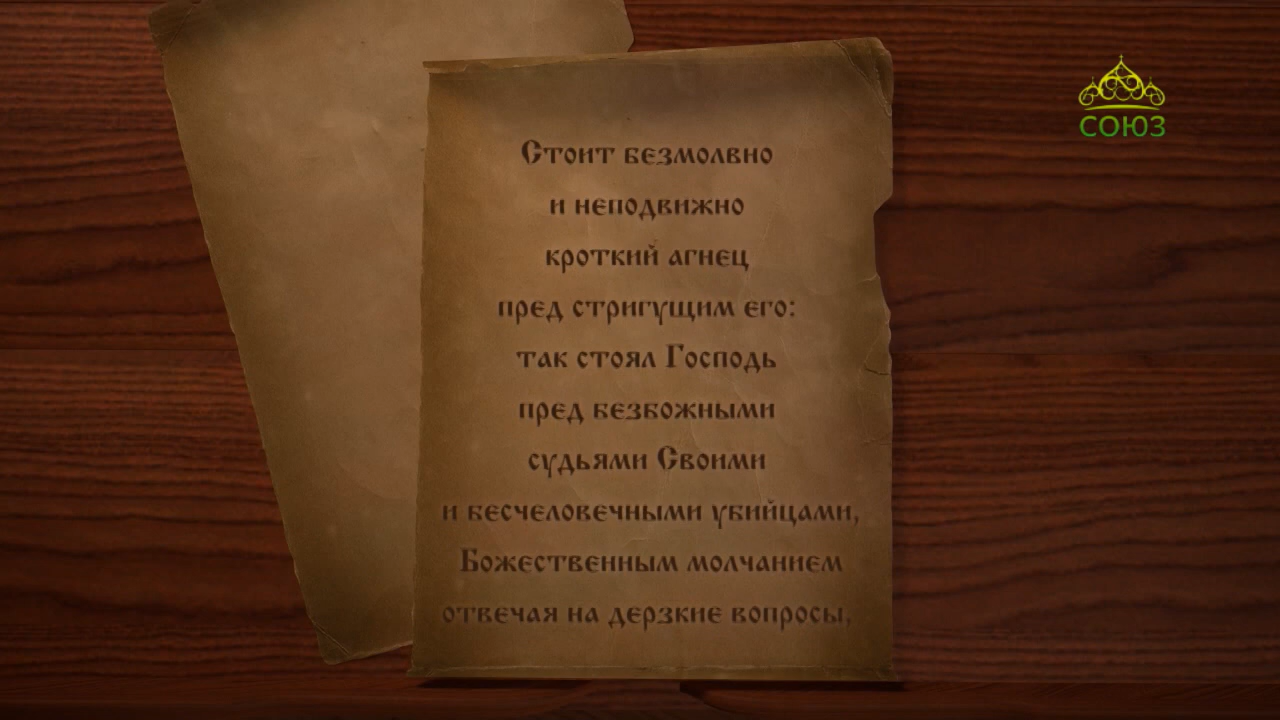 СОЮЗ
Стоит безмолвно
и неподвижно
кроткий агнец
пред стригущим его:
так стоял Господь
пред безбожными
судьями Своими
и бесчеловечными убийцами,
Божественным молчанием
отвечая на дерзкие вопросы,